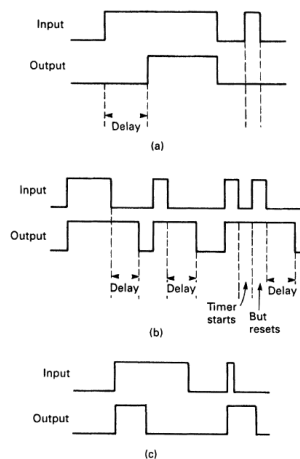 Input
Output
Delay
(a)
Input
Output
Delay
Delay
Delay
Timer
starts
But
resets
(b)
Input
Output
(c)